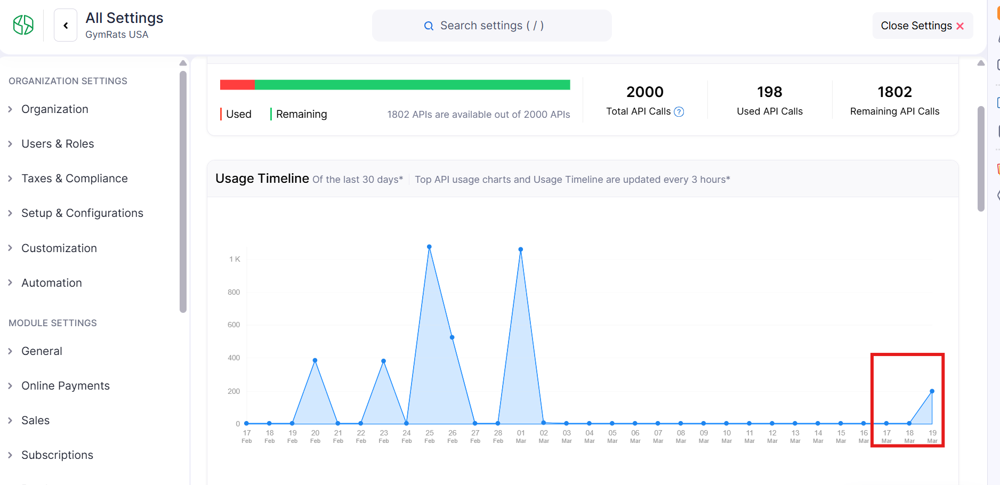 All Settings
GymRats USA
Search settings ( / )
Close Settings
ORGANIZATION SETTINGS
Organization
Users & Roles
Taxes & Compliance
Setup & Configurations
Customization
Automation
MODULE SETTINGS
General
Online Payments
Sales
Subscriptions
Used
Remaining
1802 APIs are available out of 2000 APIs
2000
Total API Calls ?
198
Used API Calls
1802
Remaining API Calls
Usage Timeline Of the last 30 days* Top API usage charts and Usage Timeline are updated every 3 hours*
1 K
800
600
400
200
0
17 18 19 20 21 22 23 24 25 26 27 28 01 02 03 04 05 06 07 08 09 10 11 12 13 14 15 16 17 18 19
Feb Feb Feb Feb Feb Feb Feb Feb Feb Feb Feb Feb Mar Mar Mar Mar Mar Mar Mar Mar Mar Mar Mar Mar Mar Mar Mar Mar Mar Mar Mar